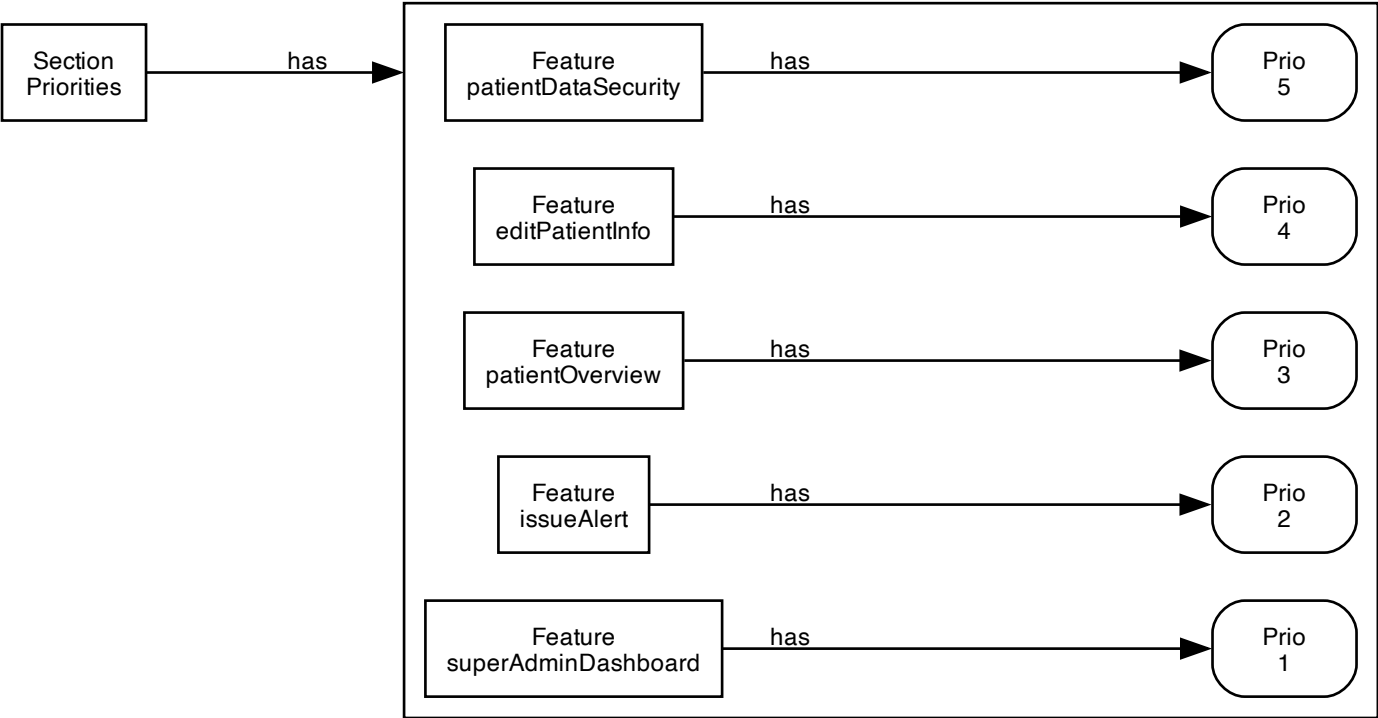 Section
Priorities
has
Feature
patientDataSecurity
has
Prio
5
Feature
editPatientInfo
has
Prio
4
Feature
patientOverview
has
Prio
3
Feature
issueAlert
has
Prio
2
Feature
superAdminDashboard
has
Prio
1